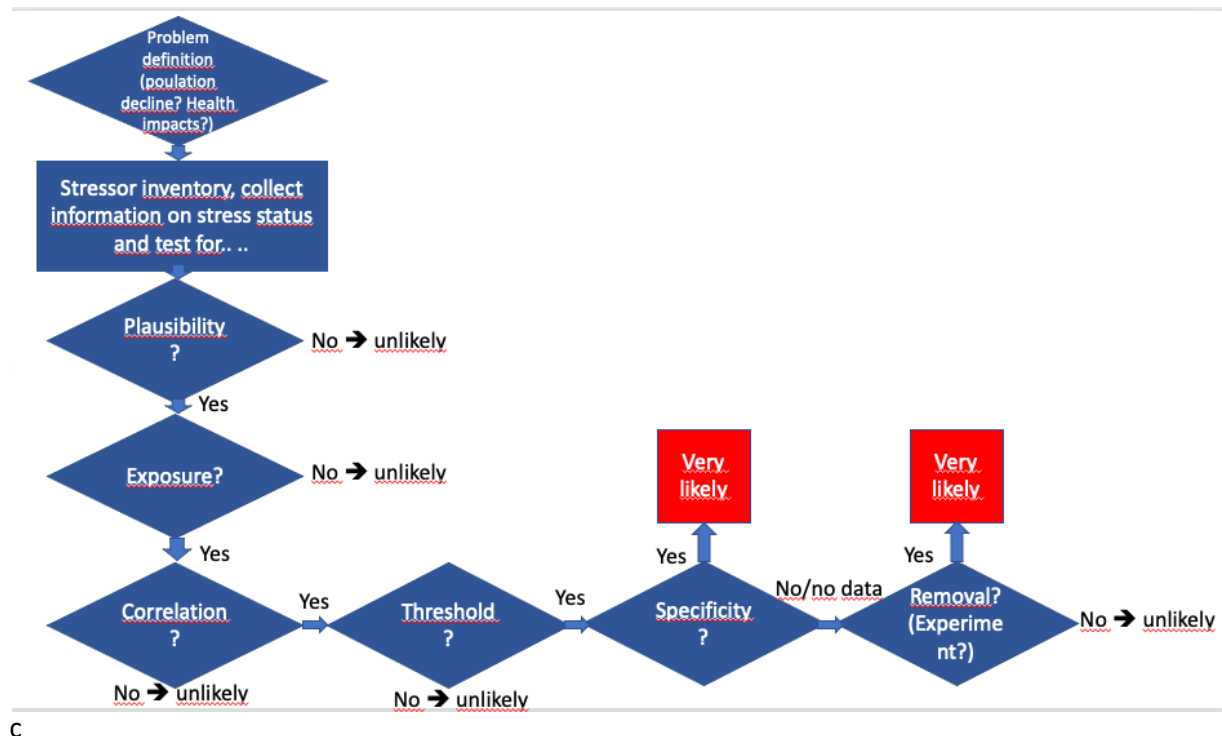 Problem
definition
(poulation
decline? Health
impacts?)
Stressor inventory, collect
information on stress status
and test for.. ..
Plausibility
?
No ➔ unlikely
Yes
Exposure?
No ➔ unlikely
Yes
Correlation
?
No ➔ unlikely
Yes
Threshold
?
No ➔ unlikely
Yes
Specificity
?
Yes
Very
likely
No/no data
Removal?
(Experime
nt?)
Yes
Very
likely
No ➔ unlikely
c